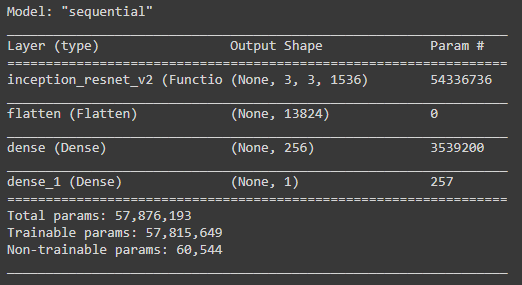 Model: "sequential"
_________________________________________________________________
Layer (type)                 Output Shape              Param #
=================================================================
inception_resnet_v2 (Functio (None, 3, 3, 1536)        54336736
_________________________________________________________________
flatten (Flatten)            (None, 13824)             0
_________________________________________________________________
dense (Dense)                (None, 256)               3539200
_________________________________________________________________
dense_1 (Dense)              (None, 1)                 257
=================================================================
Total params: 57,876,193
Trainable params: 57,815,649
Non-trainable params: 60,544
_________________________________________________________________